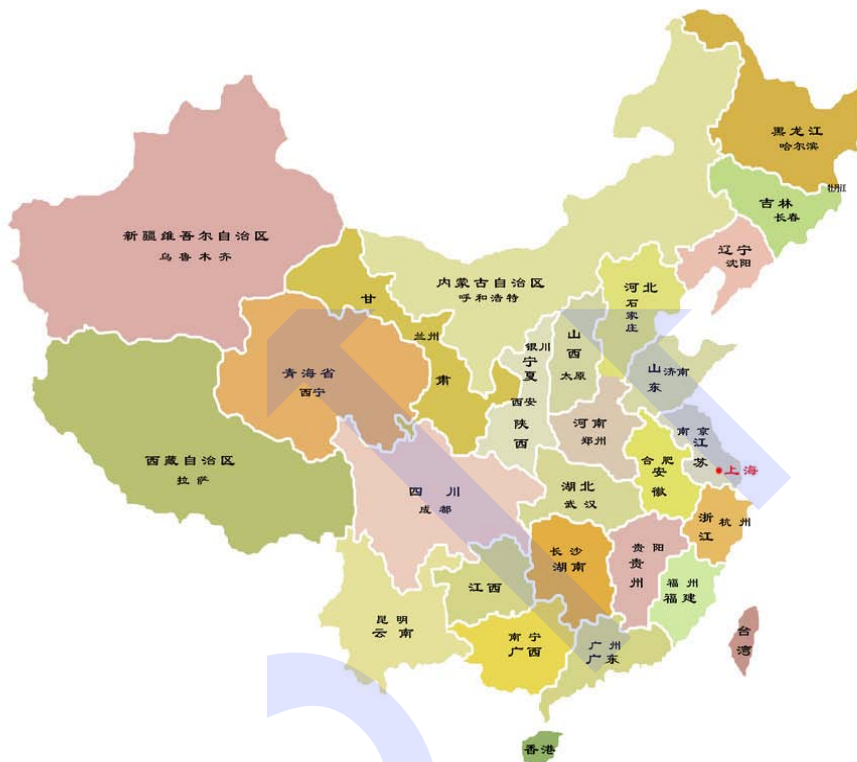 黑龙江
哈尔滨
牡丹江
吉林
长春
辽宁
沈阳
新疆维吾尔自治区
乌鲁木齐
内蒙古自治区
呼和浩特
甘
肃
兰州
青海省
西宁
河北
石
家
庄
山
西
太原
银川
宁
夏
西安
陕
西
山
东
济南
河南
郑州
南京
江
苏
上海
合肥
安
徽
西藏自治区
拉萨
四川
成都
湖北
武汉
浙
江
杭州
长沙
湖南
贵阳
贵
州
江西
福州
福建
昆明
云南
南宁
广西
广州
广东
台
湾
香港